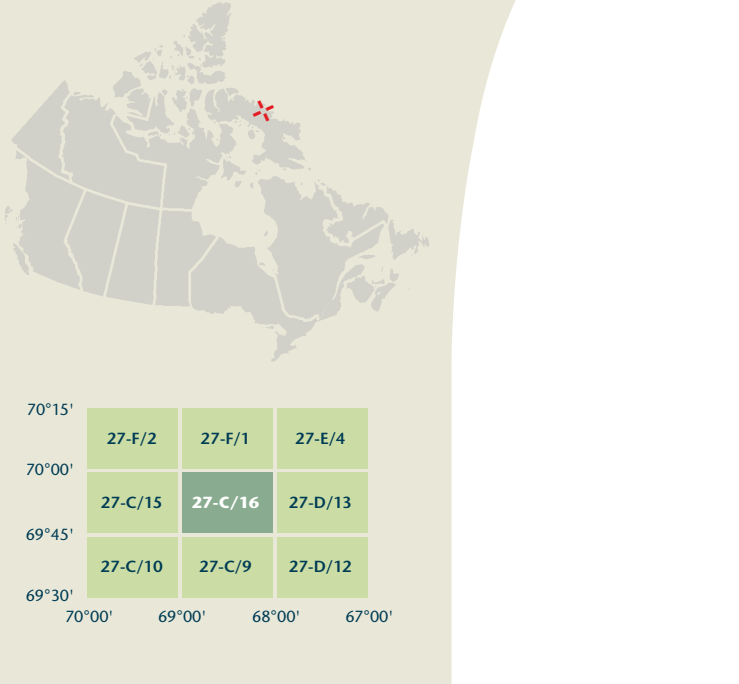 70°15'
27-F/2 27-F/1 27-E/4
70°00'
27-C/15 27-C/16 27-D/13
69°45'
27-C/10 27-C/9 27-D/12
69°30'
70°00' 69°00' 68°00' 67°00'